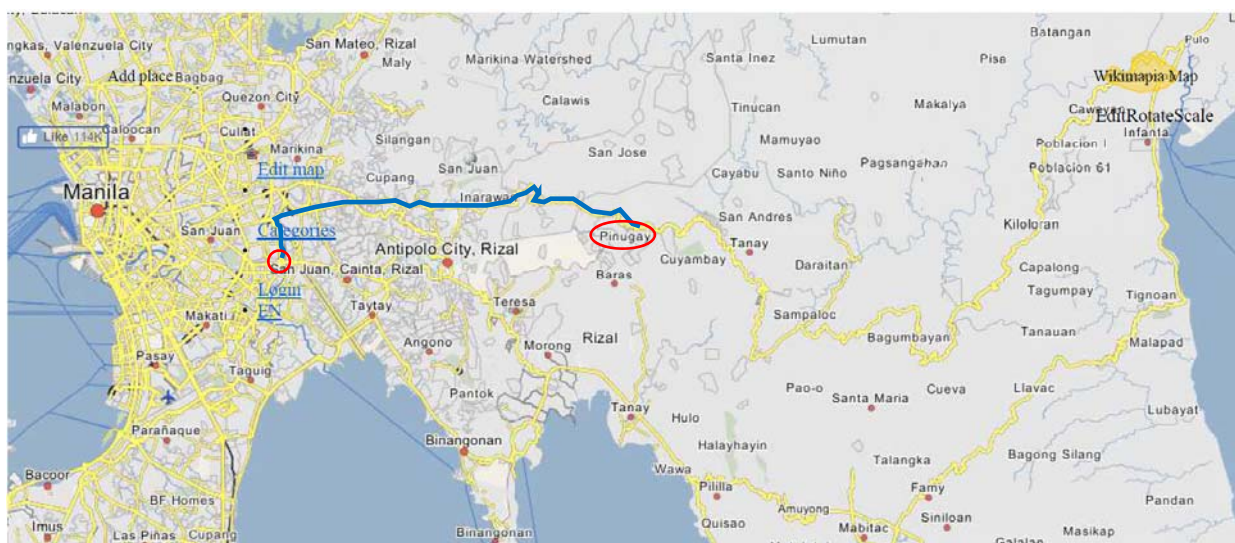 Batangan
Lumutan
Pulo
ngkas, Valenzuela City
San Mateo, Rizal
Maly
Marikina Watershed
Santa Inez
Pisa
nzuela City
Add place
Bagbag
Wikimapia Map
Malabon
Quezon City
Calawis
Tinucan
Makalya
Cawayan
EditRotateScale
Like 114K
Caloocan
Culiat
Silangan
Mamuyao
Infanta
Marikina
San Jose
Poblacion I
Edit map
San Juan
Cupang
Cayabu
Santo Niño
Pagsangahan
Poblacion 61
Manila
Inarawan
San Andres
Kiloloran
San Juan
Categories
Pinugay
Tanay
Antipolo City, Rizal
Cuyambay
Daraitan
San Juan, Cainta, Rizal
Baras
Capalong
Login
Tagumpay
Tignoan
EN
Taytay
Teresa
Makati
Sampaloc
Rizal
Bagumbayan
Tanauan
Malapad
Angono
Morong
Pasay
Taguig
Pantok
Pao-o
Cueva
Llavac
Santa Maria
Tanay
Hulo
Lubayat
Parañaque
Binangonan
Halayhayin
Bagong Silang
Talangka
Bacoor
Wawa
BF Homes
Pililla
Famy
Pandan
Amuyong
Siniloan
Imus
Las Piñas
Cupang
Binangonan
Quisao
Mabitac
Masikap
Galalan